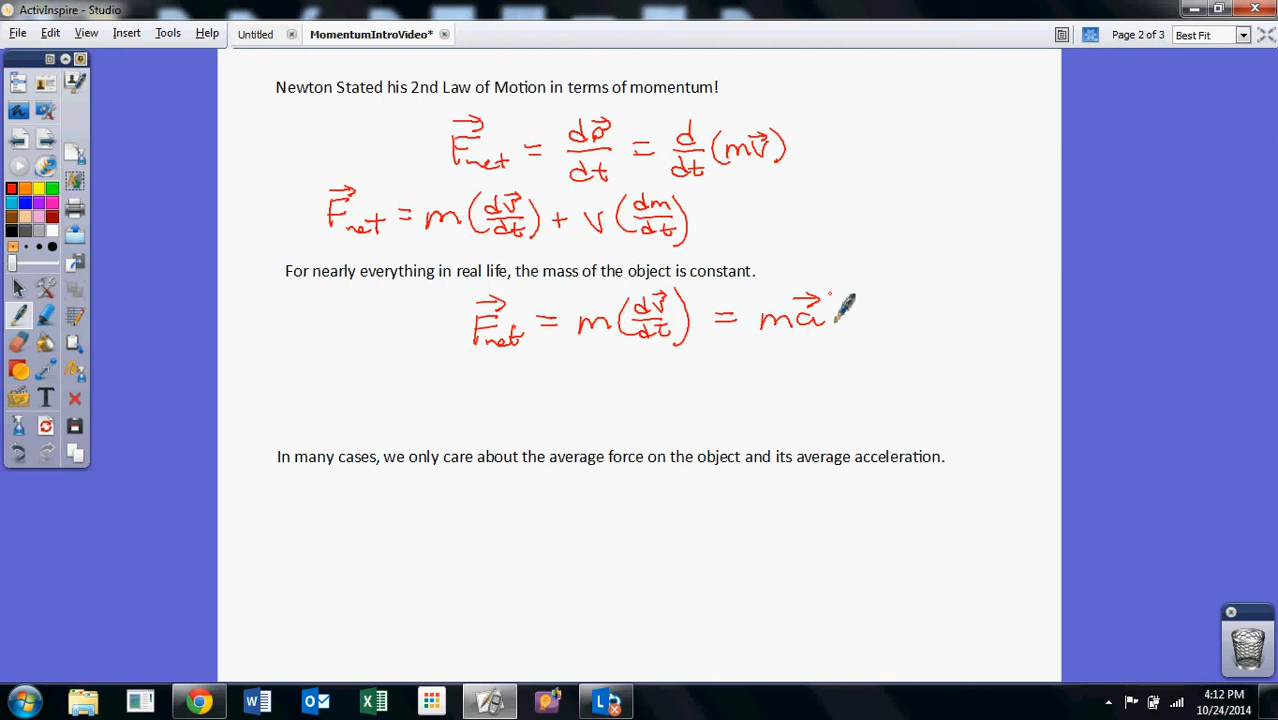 ActivInspire - Studio
File Edit View Insert Tools Help
Untitled
MomentumIntroVideo*
Page 2 of 3
Best Fit
Newton Stated his 2nd Law of Motion in terms of momentum!
F⃗net = dp⃗/dt = d/dt (mv⃗)
F⃗net = m(dv⃗/dt) + v(dm/dt)
For nearly everything in real life, the mass of the object is constant.
F⃗net = m(dv⃗/dt) = ma⃗
In many cases, we only care about the average force on the object and its average acceleration.
4:12 PM
10/24/2014